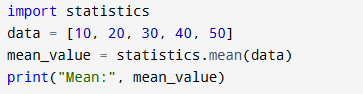 import statistics
data = [10, 20, 30, 40, 50]
mean_value = statistics.mean(data)
print("Mean:", mean_value)